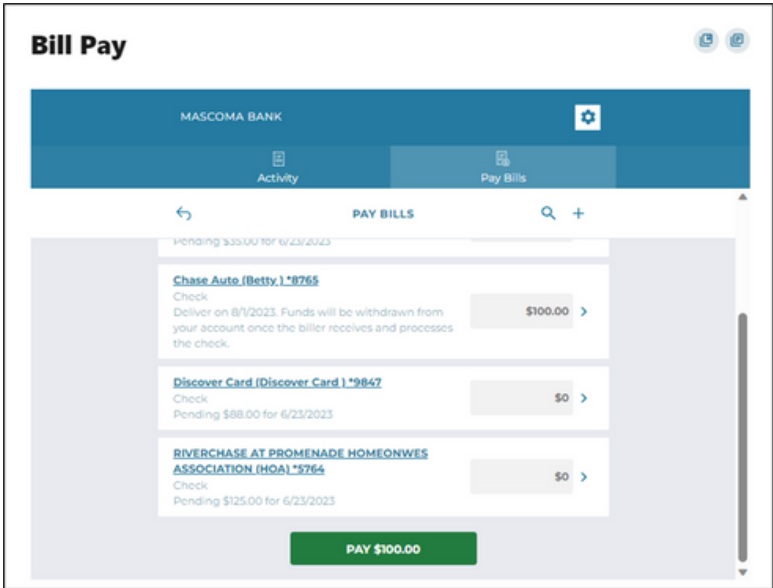 Bill Pay
MASCOMA BANK
Activity
Pay Bills
PAY BILLS
Pending $35.00 for 6/23/2023
Chase Auto (Betty ) *8765
Check
Deliver on 8/1/2023. Funds will be withdrawn from
your account once the biller receives and processes
the check.
$100.00
Discover Card (Discover Card ) *9847
Check
Pending $88.00 for 6/23/2023
$0
RIVERCHASE AT PROMENADE HOMEONWES
ASSOCIATION (HOA) *5764
Check
Pending $125.00 for 6/23/2023
$0
PAY $100.00